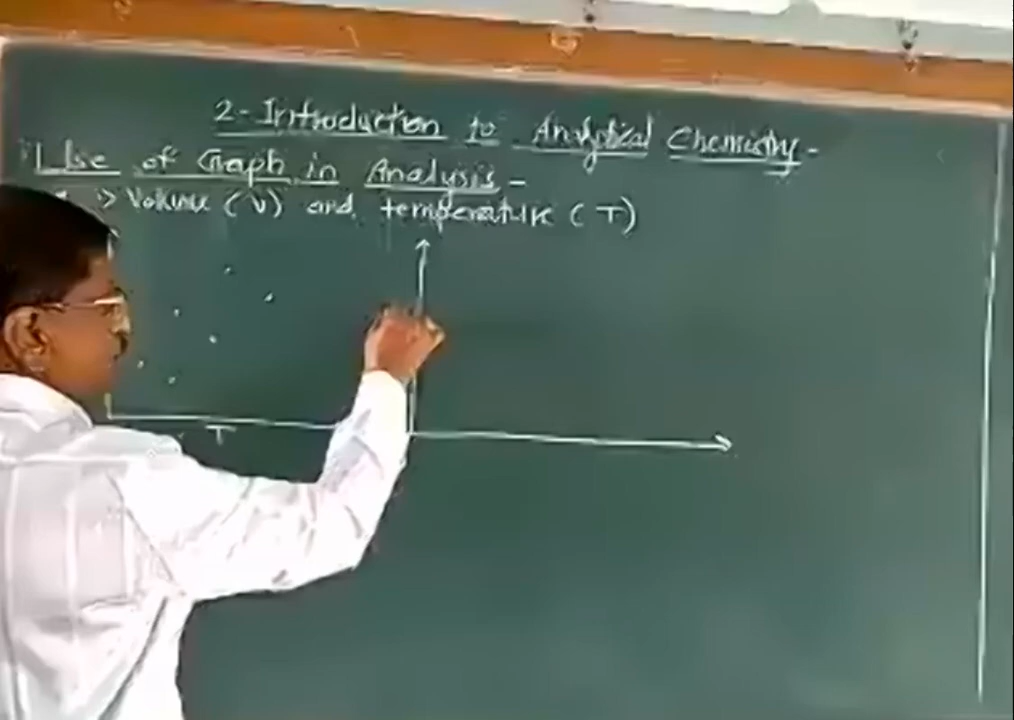 2-Introduction to Analytical Chemistry-
Use of Graph in Analysis-
Volume (V) and temperature (T)
T